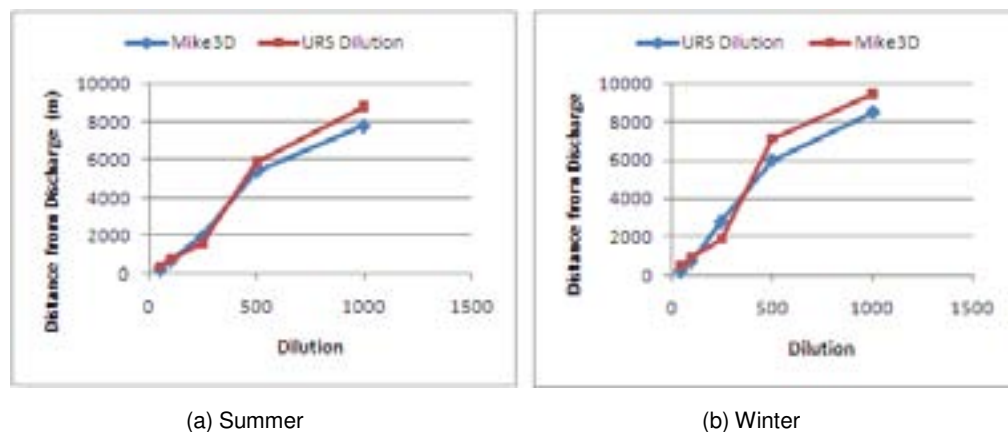 Mike3D URS Dilution
10000
8000
6000
4000
2000
0
0 500 1000 1500
Distance from Discharge (m)
Dilution
(a) Summer
URS Dilution Mike3D
10000
8000
6000
4000
2000
0
0 500 1000 1500
Distance from Discharge
Dilution
(b) Winter